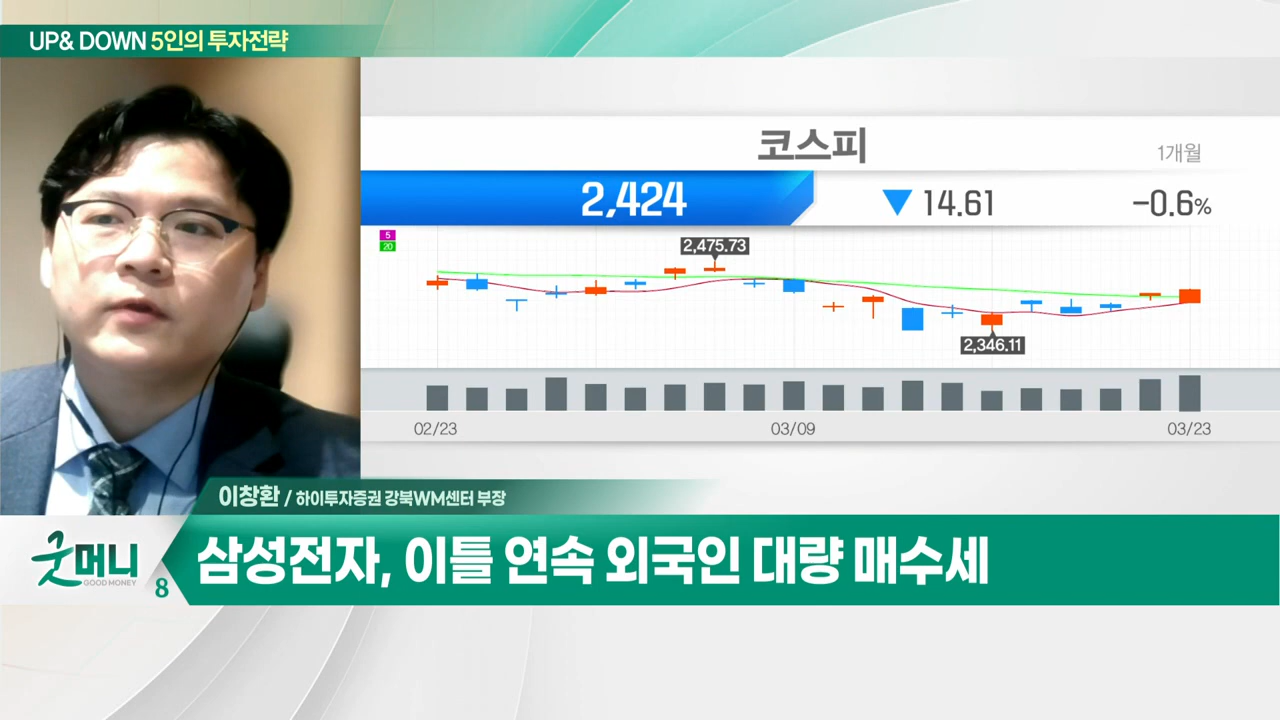 UP& DOWN 5인의 투자전략
코스피
1개월
2,424
▼ 14.61
-0.6%
5
20
2,475.73
2,346.11
02/23
03/09
03/23
이창환 / 하이투자증권 강북WM센터 부장
굿머니
GOOD MONEY
8
삼성전자, 이틀 연속 외국인 대량 매수세